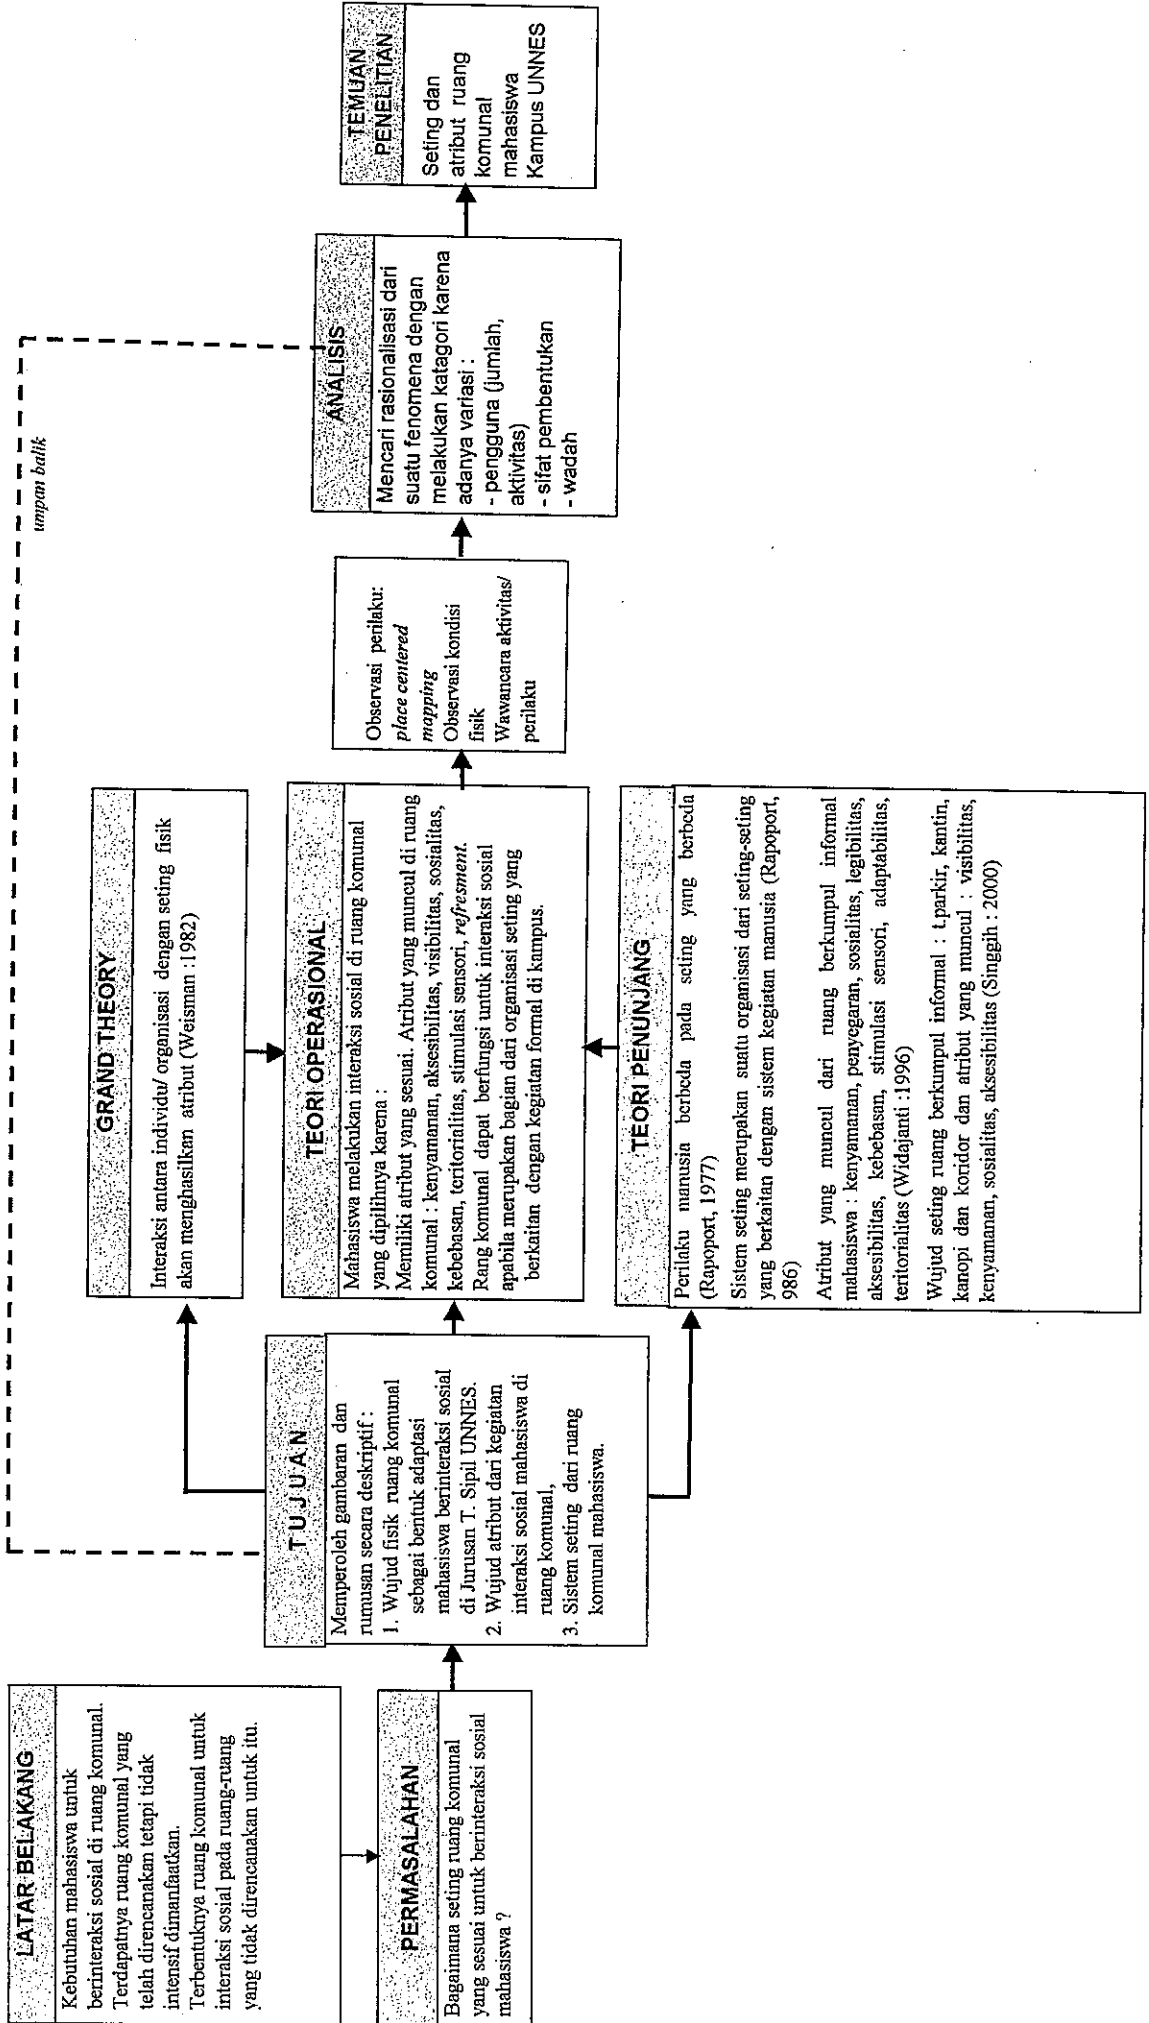 LATAR BELAKANG
Kebutuhan mahasiswa untuk
berinteraksi sosial di ruang komunal.
Terdapatnya ruang komunal yang
telah direncanakan tetapi tidak
intensif dimanfaatkan.
Terbentuknya ruang komunal untuk
interaksi sosial pada ruang-ruang
yang tidak direncanakan untuk itu.
PERMASALAHAN
Bagaimana seting ruang komunal
yang sesuai untuk berinteraksi sosial
mahasiswa ?
T U J U A N
Memperoleh gambaran dan
rumusan secara deskriptif :
1. Wujud fisik ruang komunal
sebagai bentuk adaptasi
mahasiswa berinteraksi sosial
di Jurusan T. Sipil UNNES.
2. Wujud atribut dari kegiatan
interaksi sosial mahasiswa di
ruang komunal,
3. Sistem seting dari ruang
komunal mahasiswa.
GRAND THEORY
Interaksi antara individu/ organisasi dengan seting fisik
akan menghasilkan atribut (Weisman :1982)
TEORI OPERASIONAL
Mahasiswa melakukan interaksi sosial di ruang komunal
yang dipilihnya karena :
Memiliki atribut yang sesuai. Atribut yang muncul di ruang
komunal : kenyamanan, aksesibilitas, visibilitas, sosialitas,
kebebasan, teritorialitas, stimulasi sensori, refresment.
Rang komunal dapat berfungsi untuk interaksi sosial
apabila merupakan bagian dari organisasi seting yang
berkaitan dengan kegiatan formal di kampus.
TEORI PENUNJANG
Perilaku manusia berbeda pada seting yang berbeda
(Rapoport, 1977)
Sistem seting merupakan suatu organisasi dari seting-seting
yang berkaitan dengan sistem kegiatan manusia (Rapoport,
986)
Atribut yang muncul dari ruang berkumpul informal
mahasiswa : kenyamanan, penyegaran, sosialitas, legibilitas,
aksesibilitas, kebebasan, stimulasi sensori, adaptabilitas,
teritorialitas (Widajanti :1996)
Wujud seting ruang berkumpul informal : t.parkir, kantin,
kanopi dan koridor dan atribut yang muncul : visibilitas,
kenyamanan, sosialitas, aksesibilitas (Singgih : 2000)
Observasi perilaku:
place centered
mapping
Observasi kondisi
fisik
Wawancara aktivitas/
perilaku
umpan balik
ANALISIS
Mencari rasionalisasi dari
suatu fenomena dengan
melakukan katagori karena
adanya variasi :
- pengguna (jumlah,
aktivitas)
- sifat pembentukan
- wadah
TEMUAN
PENELITIAN
Seting dan
atribut ruang
komunal
mahasiswa
Kampus UNNES